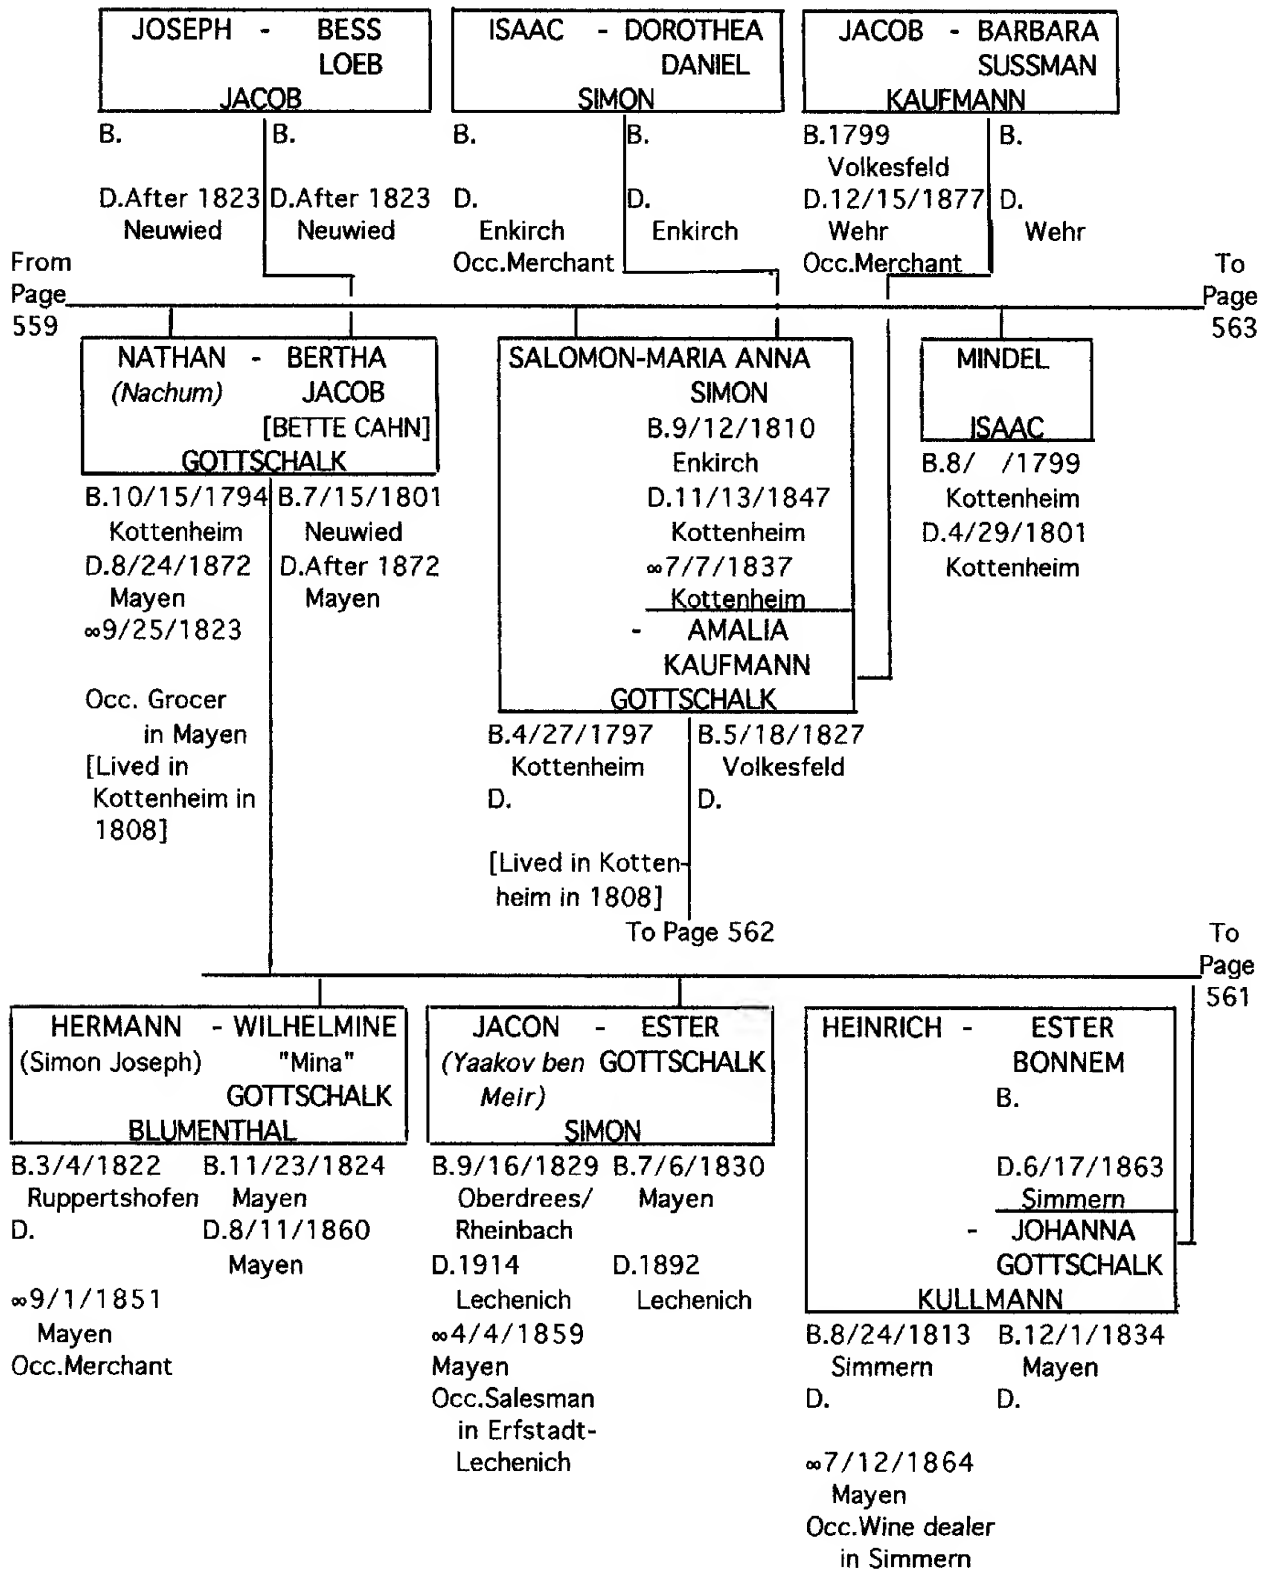 JOSEPH - BESS
LOEB
JACOB
B. B.
D.After 1823 D.After 1823
Neuwied Neuwied
ISAAC - DOROTHEA
DANIEL
SIMON
B. B.
D. D.
Enkirch Enkirch
Occ.Merchant
JACOB - BARBARA
SUSSMAN
KAUFMANN
B.1799 B.
Volkesfeld
D.12/15/1877 D.
Wehr Wehr
Occ.Merchant
From
Page
559
To
Page
563
NATHAN - BERTHA
(Nachum) JACOB
[BETTE CAHN]
GOTTSCHALK
B.10/15/1794 B.7/15/1801
Kottenheim Neuwied
D.8/24/1872 D.After 1872
Mayen Mayen
∞9/25/1823
Occ. Grocer
in Mayen
[Lived in
Kottenheim in
1808]
SALOMON-MARIA ANNA
SIMON
B.9/12/1810
Enkirch
D.11/13/1847
Kottenheim
∞7/7/1837
Kottenheim
- AMALIA
KAUFMANN
GOTTSCHALK
B.4/27/1797 B.5/18/1827
Kottenheim Volkesfeld
D. D.
[Lived in Kotten-
heim in 1808]
To Page 562
MINDEL
ISAAC
B.8/ /1799
Kottenheim
D.4/29/1801
Kottenheim
To
Page
561
HERMANN - WILHELMINE
(Simon Joseph) "Mina"
GOTTSCHALK
BLUMENTHAL
B.3/4/1822 B.11/23/1824
Ruppertshofen Mayen
D. D.8/11/1860
Mayen
∞9/1/1851
Mayen
Occ.Merchant
JACON - ESTER
(Yaakov ben GOTTSCHALK
Meir)
SIMON
B.9/16/1829 B.7/6/1830
Oberdrees/ Mayen
Rheinbach
D.1914 D.1892
Lechenich Lechenich
∞4/4/1859
Mayen
Occ.Salesman
in Erfstadt-
Lechenich
HEINRICH - ESTER
BONNEM
B.
D.6/17/1863
Simmern
- JOHANNA
GOTTSCHALK
KULLMANN
B.8/24/1813 B.12/1/1834
Simmern Mayen
D. D.
∞7/12/1864
Mayen
Occ.Wine dealer
in Simmern